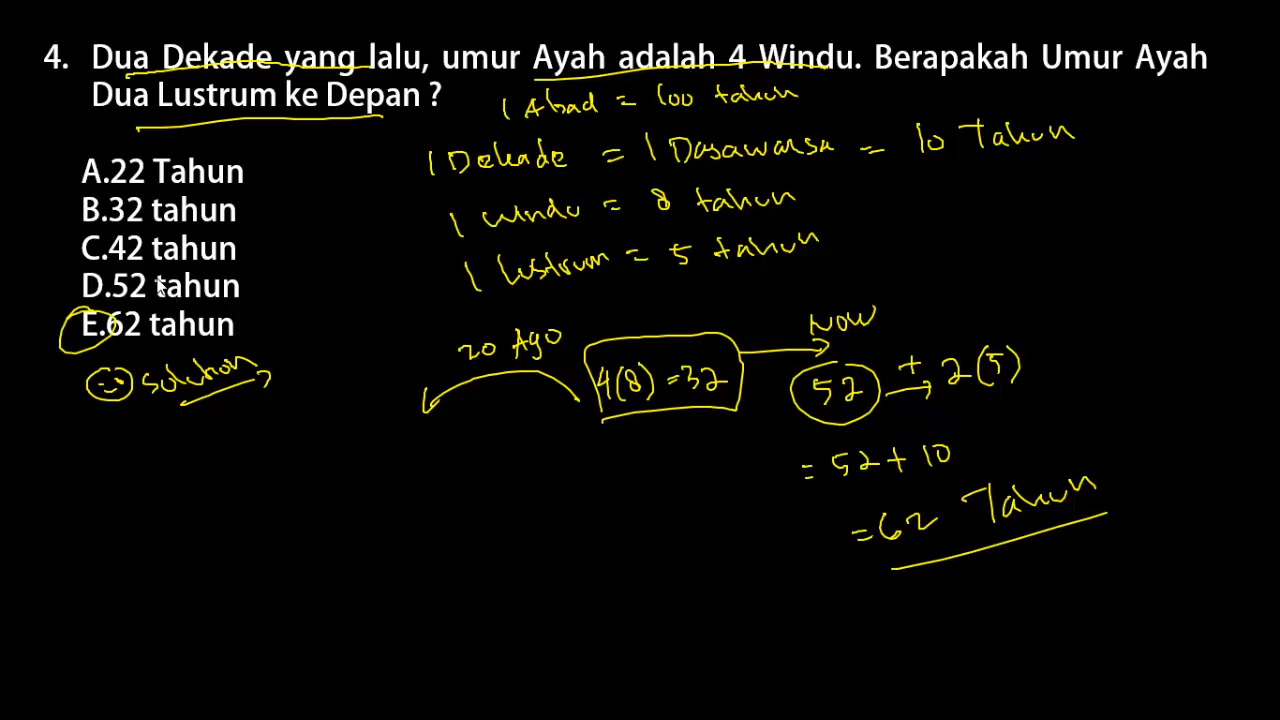 4. Dua Dekade yang lalu, umur Ayah adalah 4 Windu. Berapakah Umur Ayah
Dua Lustrum ke Depan ?
1 Abad = 100 tahun
1 Dekade = 1 Dasawarsa = 10 Tahun
1 windu = 8 tahun
1 lustrum = 5 tahun
A.22 Tahun
B.32 tahun
C.42 tahun
D.52 tahun
E.62 tahun
solution
20 Ago
4(8) = 32
Now
52 + 2(5)
= 52 + 10
= 62 Tahun